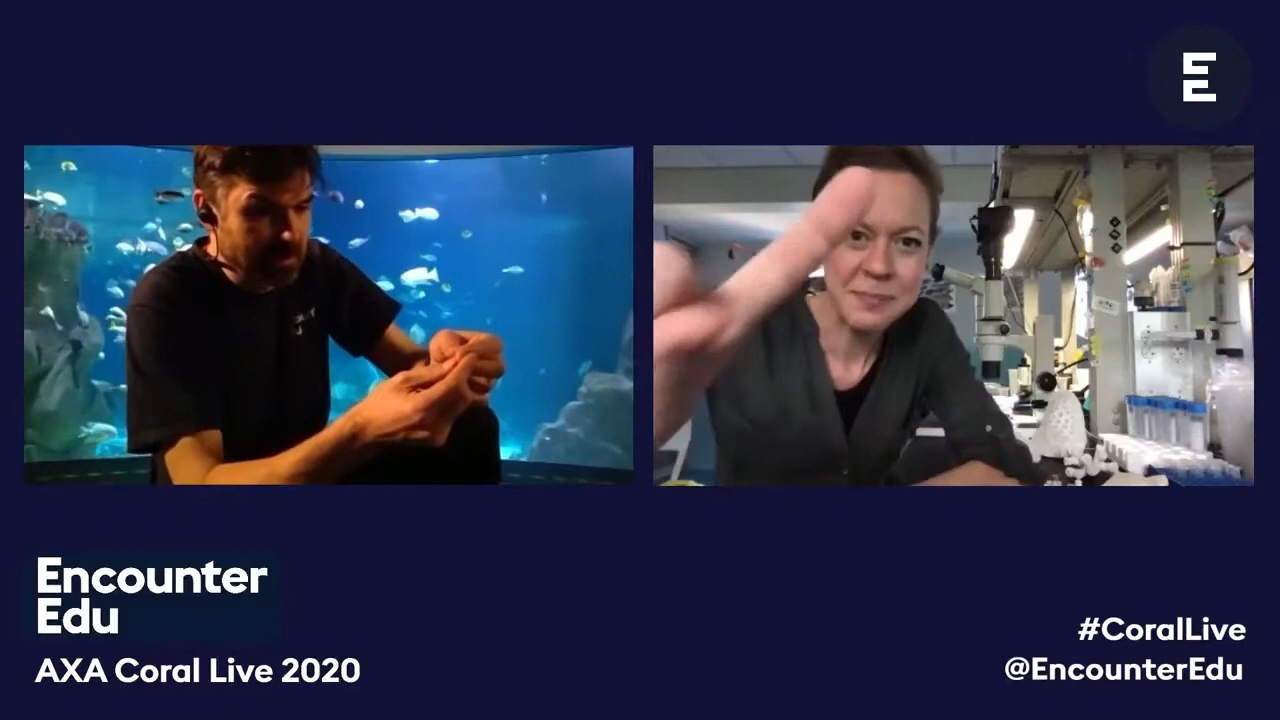 E
Encounter
Edu
AXA Coral Live 2020
#CoralLive
@EncounterEdu